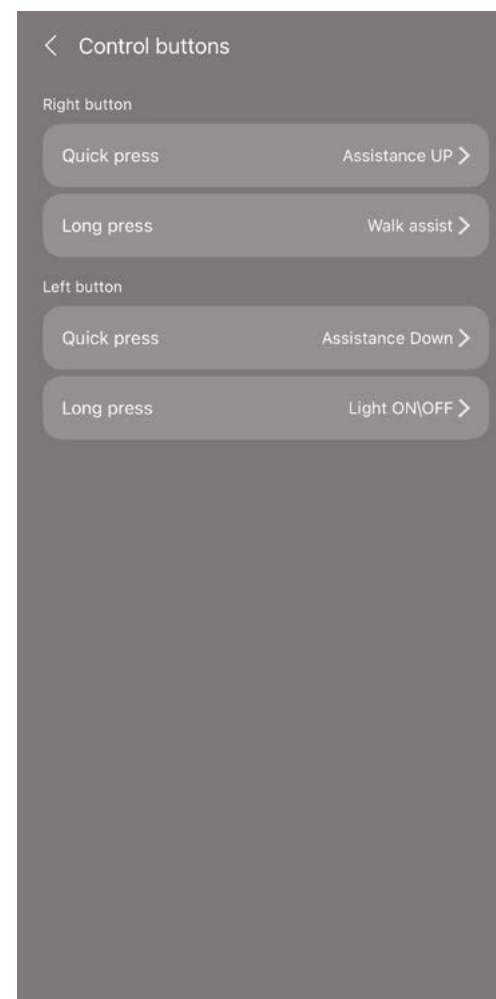 Control buttons
Right button
Quick press Assistance UP
Long press Walk assist
Left button
Quick press Assistance Down
Long press Light ON\OFF